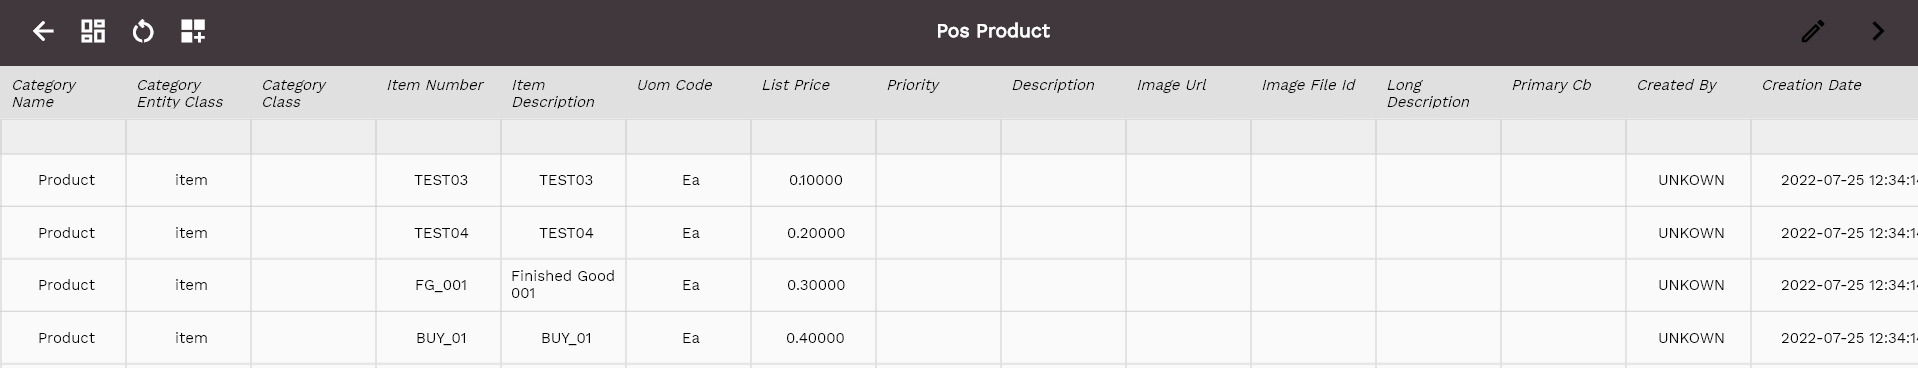 Pos Product
Category Name Category Entity Class Category Class Item Number Item Description Uom Code List Price Priority Description Image Url Image File Id Long Description Primary Cb Created By Creation Date
Product item TEST03 TEST03 Ea 0.10000 UNKOWN 2022-07-25 12:34:14
Product item TEST04 TEST04 Ea 0.20000 UNKOWN 2022-07-25 12:34:14
Product item FG_001 Finished Good 001 Ea 0.30000 UNKOWN 2022-07-25 12:34:14
Product item BUY_01 BUY_01 Ea 0.40000 UNKOWN 2022-07-25 12:34:14